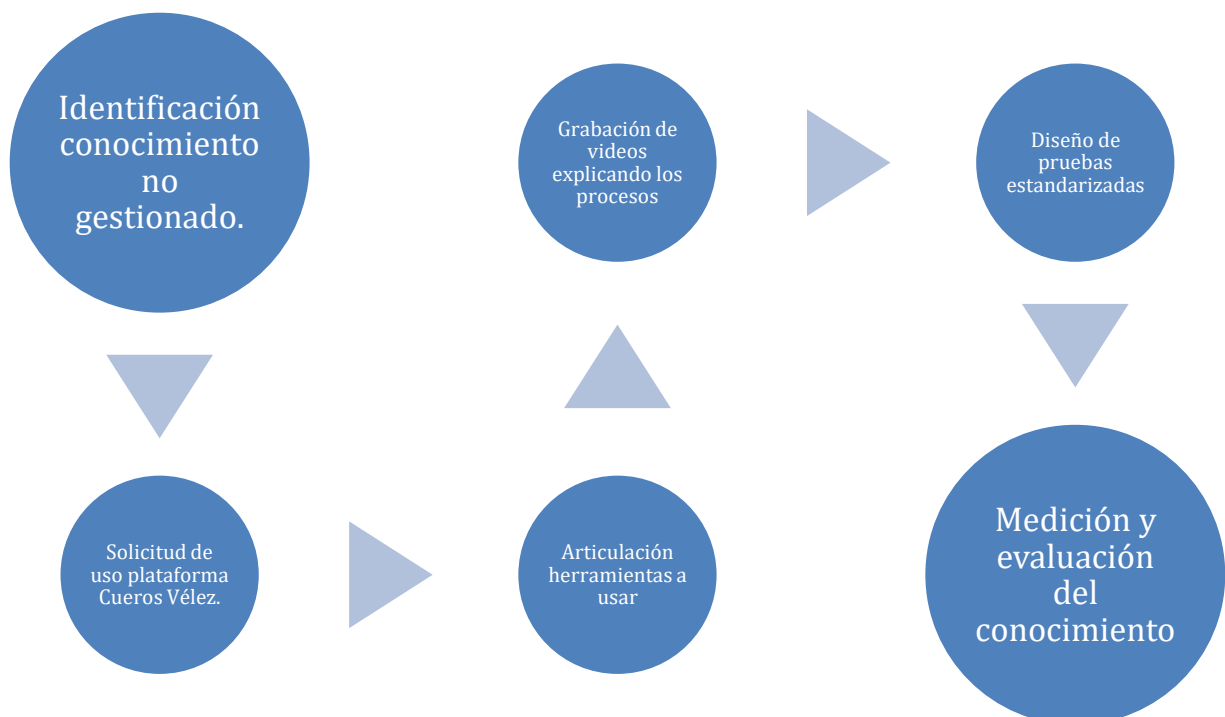 Identificación
conocimiento
no
gestionado.
Solicitud de
uso plataforma
Cueros Vélez.
Articulación
herramientas a
usar
Grabación de
videos
explicando los
procesos
Diseño de
pruebas
estandarizadas
Medición y
evaluación
del
conocimiento